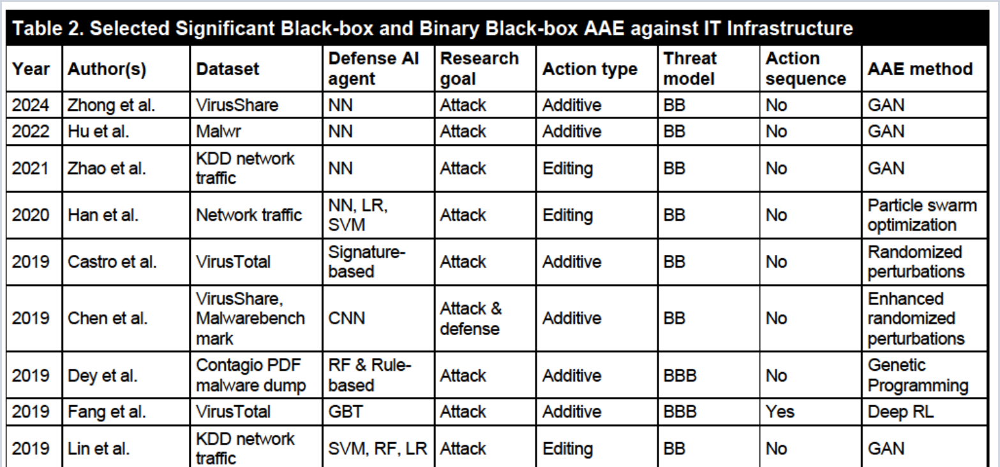 Table 2. Selected Significant Black-box and Binary Black-box AAE against IT Infrastructure
Year Author(s) Dataset Defense AI agent Research goal Action type Threat model Action sequence AAE method
2024 Zhong et al. VirusShare NN Attack Additive BB No GAN
2022 Hu et al. Malwr NN Attack Additive BB No GAN
2021 Zhao et al. KDD network traffic NN Attack Editing BB No GAN
2020 Han et al. Network traffic NN, LR, SVM Attack Editing BB No Particle swarm optimization
2019 Castro et al. VirusTotal Signature-based Attack Additive BB No Randomized perturbations
2019 Chen et al. VirusShare, Malwarebenchmark CNN Attack & defense Additive BB No Enhanced randomized perturbations
2019 Dey et al. Contagio PDF malware dump RF & Rule-based Attack Additive BBB No Genetic Programming
2019 Fang et al. VirusTotal GBT Attack Additive BBB Yes Deep RL
2019 Lin et al. KDD network traffic SVM, RF, LR Attack Editing BB No GAN